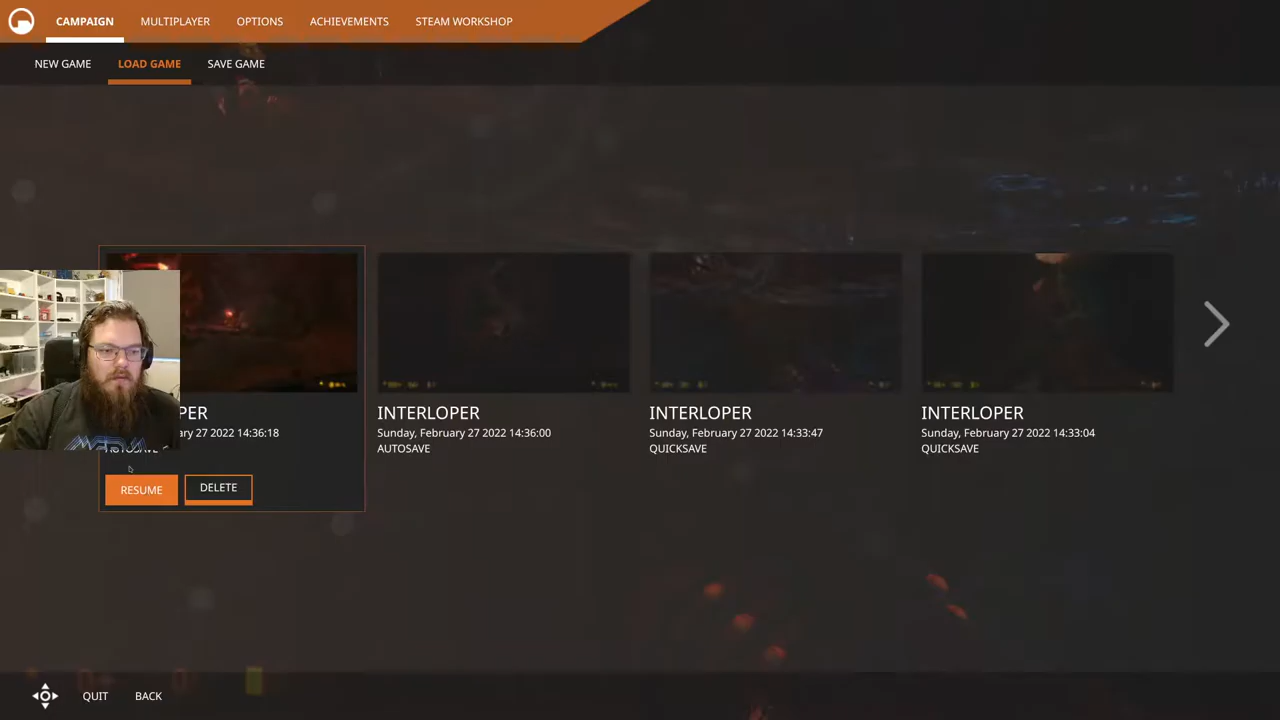 CAMPAIGN MULTIPLAYER OPTIONS ACHIEVEMENTS STEAM WORKSHOP
NEW GAME LOAD GAME SAVE GAME
INTERLOPER INTERLOPER INTERLOPER
27 2022 14:36:18 Sunday, February 27 2022 14:36:00 Sunday, February 27 2022 14:33:47 Sunday, February 27 2022 14:33:04
AUTOSAVE QUICKSAVE QUICKSAVE
RESUME DELETE
QUIT BACK